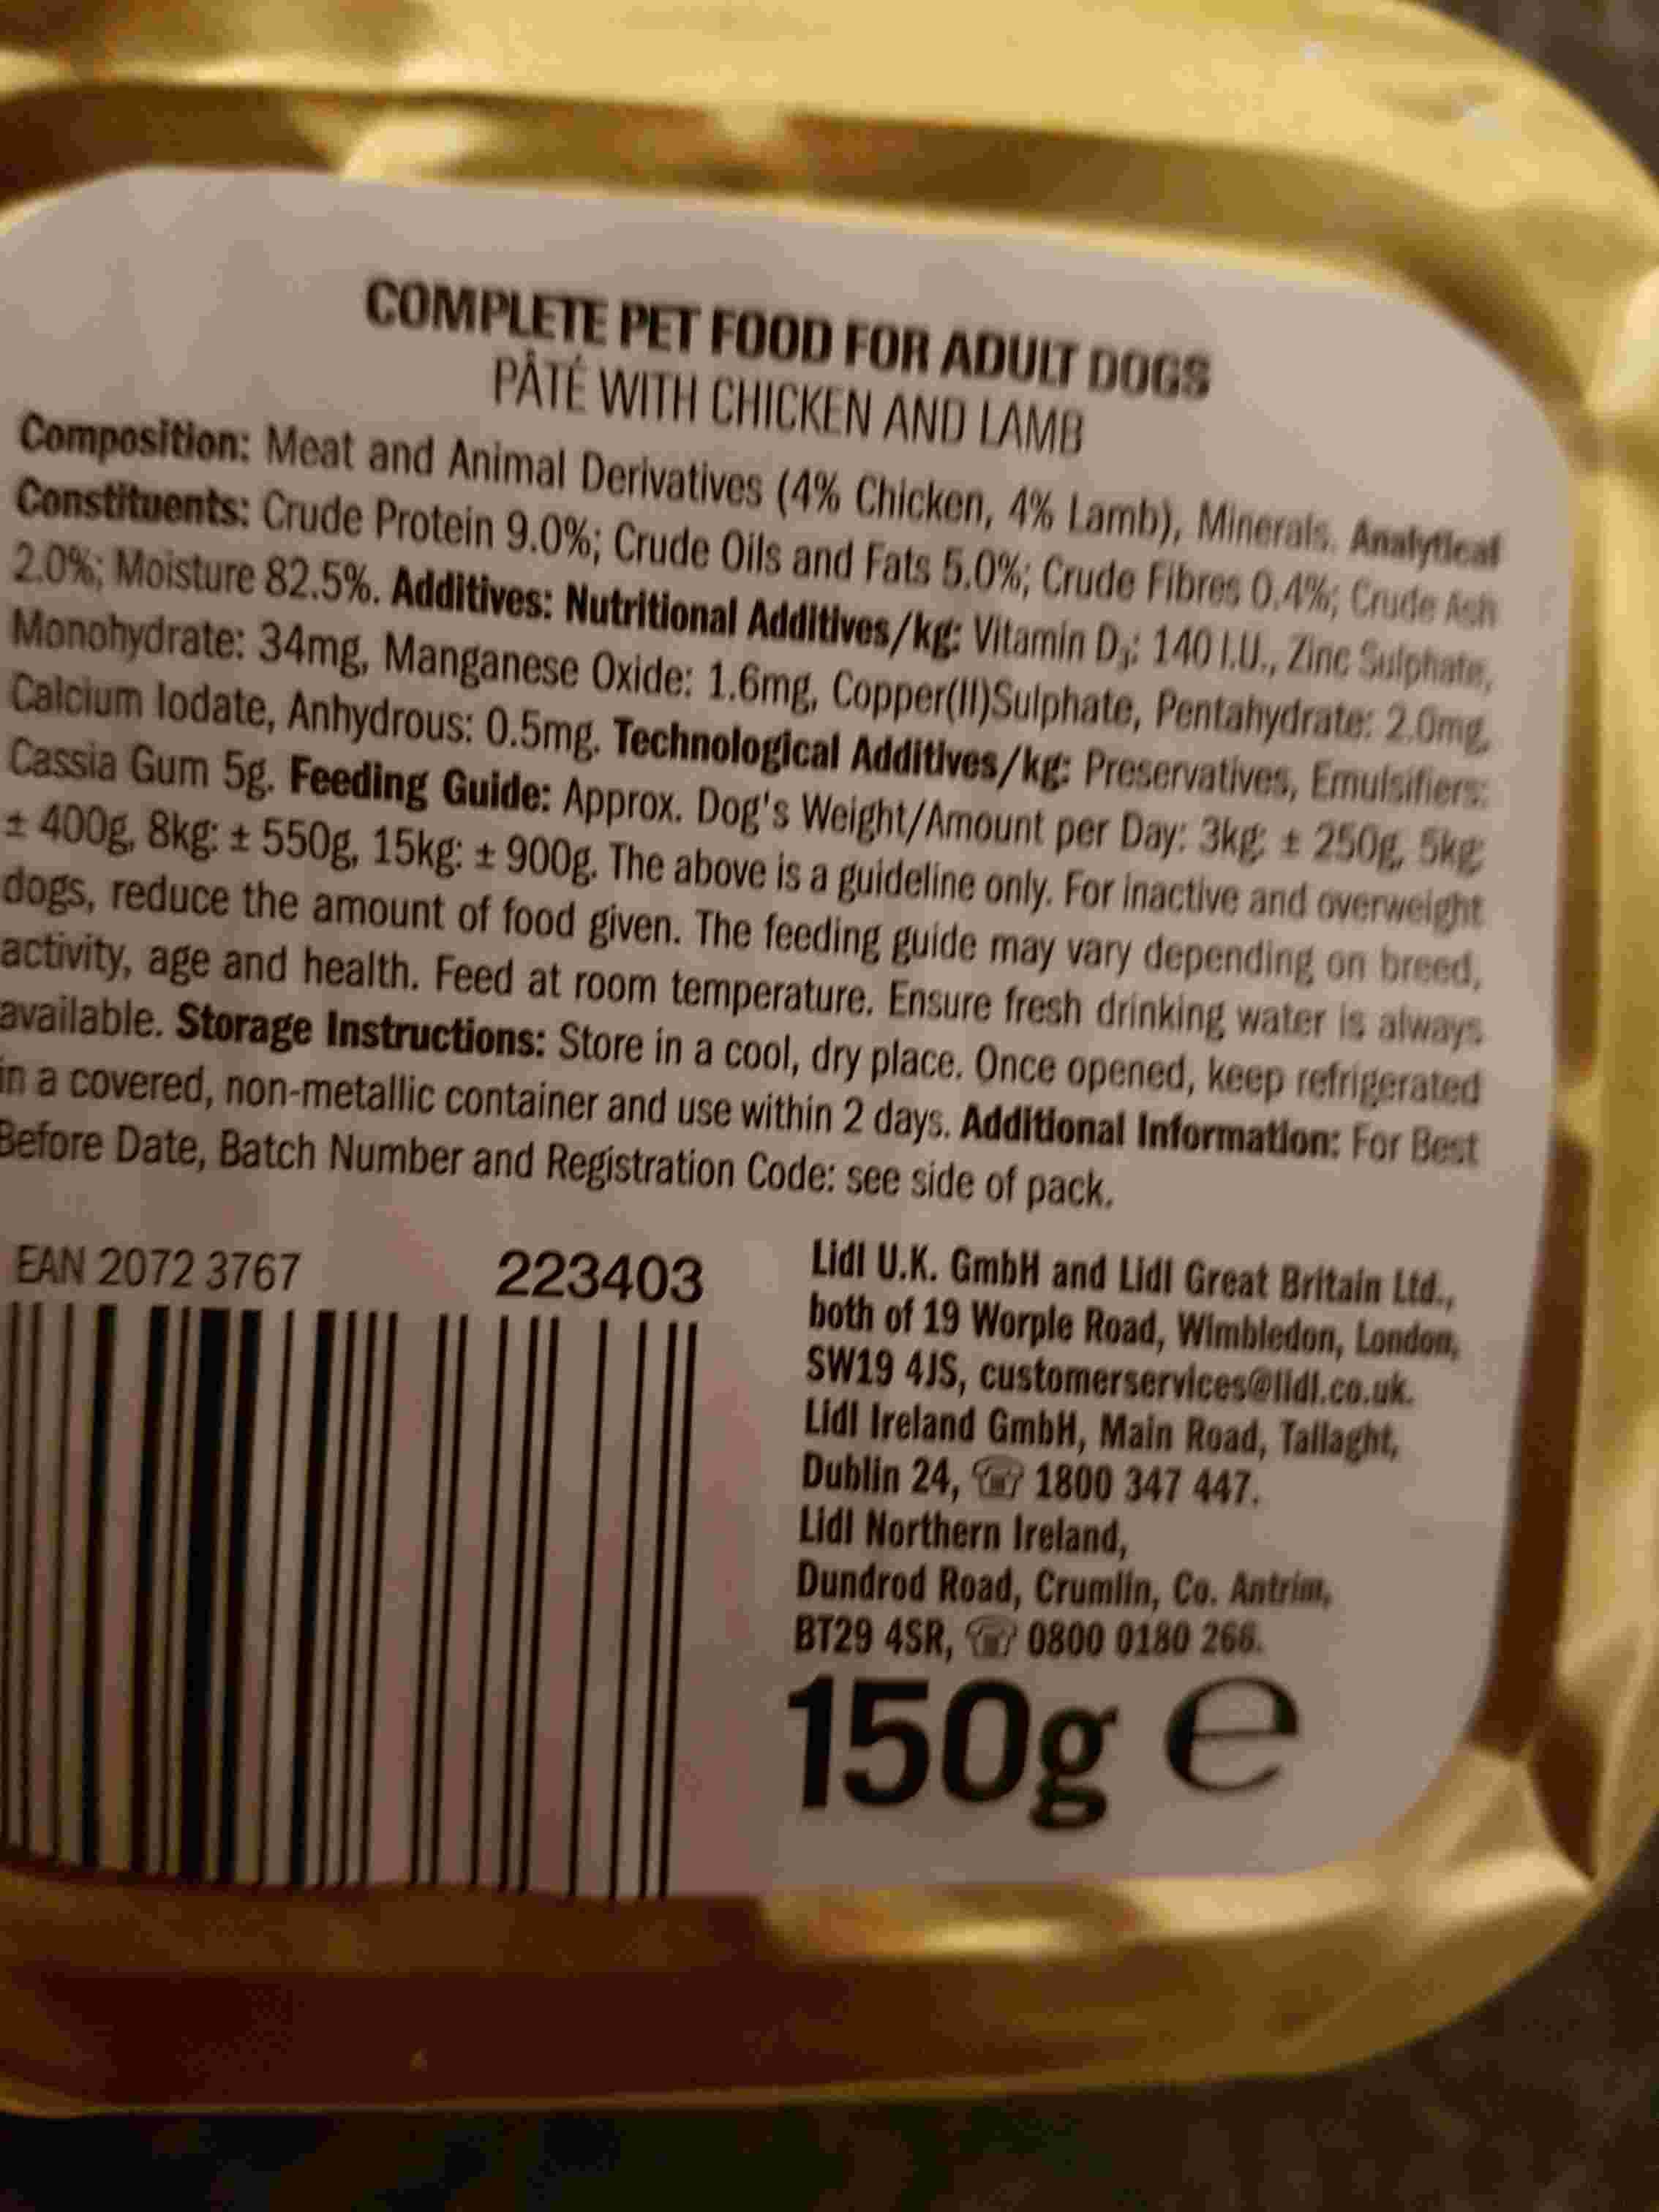 COMPLETE PET FOOD FOR ADULT DOGS
PÂTÉ WITH CHICKEN AND LAMB
Composition: Meat and Animal Derivatives (4% Chicken, 4% Lamb), Minerals. Analytical
Constituents: Crude Protein 9.0%; Crude Oils and Fats 5.0%; Crude Fibres 0.4%; Crude Ash
2.0%; Moisture 82.5%. Additives: Nutritional Additives/kg: Vitamin D₃: 140 I.U., Zinc Sulphate,
Monohydrate: 34mg, Manganese Oxide: 1.6mg, Copper(II)Sulphate, Pentahydrate: 2.0mg,
Calcium Iodate, Anhydrous: 0.5mg. Technological Additives/kg: Preservatives, Emulsifiers:
Cassia Gum 5g. Feeding Guide: Approx. Dog's Weight/Amount per Day: 3kg: ± 250g, 5kg:
± 400g, 8kg: ± 550g, 15kg: ± 900g. The above is a guideline only. For inactive and overweight
dogs, reduce the amount of food given. The feeding guide may vary depending on breed,
activity, age and health. Feed at room temperature. Ensure fresh drinking water is always
available. Storage Instructions: Store in a cool, dry place. Once opened, keep refrigerated
in a covered, non-metallic container and use within 2 days. Additional Information: For Best
Before Date, Batch Number and Registration Code: see side of pack.
EAN 2072 3767
223403
Lidl U.K. GmbH and Lidl Great Britain Ltd.,
both of 19 Worple Road, Wimbledon, London,
SW19 4JS, customerservices@lidl.co.uk.
Lidl Ireland GmbH, Main Road, Tallaght,
Dublin 24, ☎ 1800 347 447.
Lidl Northern Ireland,
Dundrod Road, Crumlin, Co. Antrim,
BT29 4SR, ☎ 0800 0180 266.
150g ℮